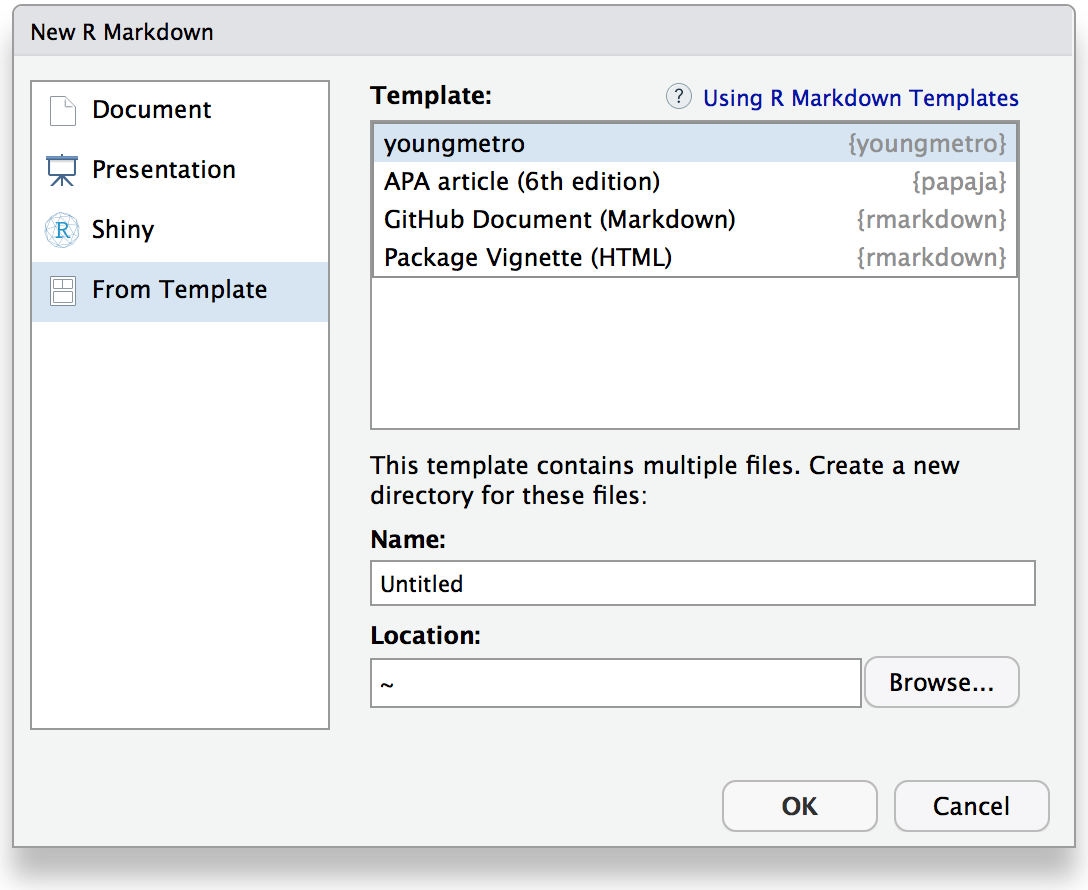 New R Markdown
Document
Presentation
R Shiny
From Template
Template:
? Using R Markdown Templates
youngmetro {youngmetro}
APA article (6th edition) {papaja}
GitHub Document (Markdown) {rmarkdown}
Package Vignette (HTML) {rmarkdown}
This template contains multiple files. Create a new
directory for these files:
Name:
Untitled
Location:
~ Browse...
OK Cancel